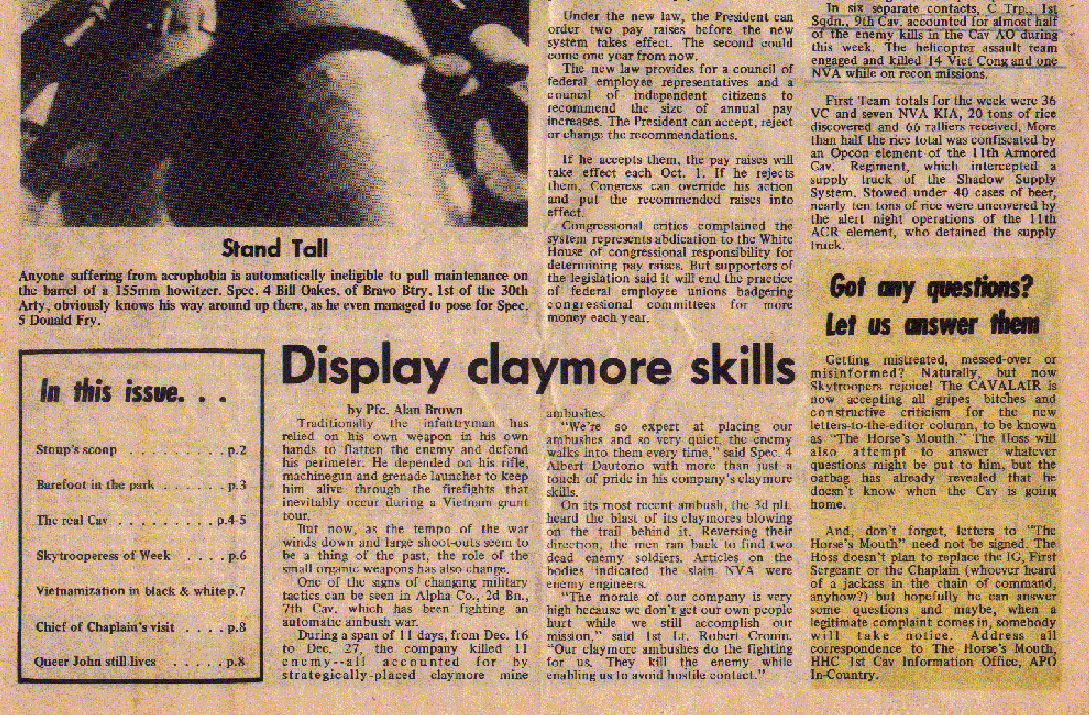 Stand Tall
Anyone suffering from acrophobia is automatically ineligible to pull maintenance on
the barrel of a 155mm howitzer. Spec. 4 Bill Oakes, of Bravo Btry, 1st of the 30th
Arty, obviously knows his way around up there, as he even managed to pose for Spec.
5 Donald Fry.
In this issue. . .
Stoup's scoop . . . . . . . . . p.2
Barefoot in the park . . . . . . . p.3
The real Cav . . . . . . . . . . p.4-5
Skytrooperess of Week . . . . p.6
Vietnamization in black & white p.7
Chief of Chaplain's visit . . . . p.8
Queer John still lives . . . . . p.8
Display claymore skills
by Pfc. Alan Brown
Traditionally the infantryman has
relied on his own weapon in his own
hands to flatten the enemy and defend
his perimeter. He depended on his rifle,
machinegun and grenade launcher to keep
him alive through the firefights that
inevitably occur during a Vietnam grunt
tour.
But now, as the tempo of the war
winds down and large shoot-outs seem to
be a thing of the past, the role of the
small organic weapons has also change.
One of the signs of changing military
tactics can be seen in Alpha Co., 2d Bn.,
7th Cav. which has been fighting an
automatic ambush war.
During a span of 11 days, from Dec. 16
to Dec. 27, the company killed 11
enemy--all accounted for by
strategically-placed claymore mine
ambushes.
"We're so expert at placing our
ambushes and so very quiet, the enemy
walks into them every time," said Spec. 4
Albert Dautorio with more than just a
touch of pride in his company's claymore
skills.
On its most recent ambush, the 3d plt.
heard the blast of its claymores blowing
on the trail behind it. Reversing their
direction, the men ran back to find two
dead enemy soldiers. Articles on the
bodies indicated the slain NVA were
enemy engineers.
"The morale of our company is very
high because we don't get our own people
hurt while we still accomplish our
mission," said 1st Lt. Robert Cronin.
"Our claymore ambushes do the fighting
for us. They kill the enemy while
enabling us to avoid hostile contact."
Under the new law, the President can
order two pay raises before the new
system takes effect. The second could
come one year from now.
The new law provides for a council of
federal employee representatives and a
council of independent citizens to
recommend the size of annual pay
increases. The President can accept, reject
or change the recommendations.
If he accepts them, the pay raises will
take effect each Oct. 1. If he rejects
them, Congress can override his action
and put the recommended raises into
effect.
Congressional critics complained the
system represents abdication to the White
House of congressional responsibility for
determining pay raises. But supporters of
the legislation said it will end the practice
of federal employee unions badgering
congressional committees for more
money each year.
In six separate contacts, C Trp., 1st
Sqdn., 9th Cav. accounted for almost half
of the enemy kills in the Cav AO during
this week. The helicopter assault team
engaged and killed 14 Viet Cong and one
NVA while on recon missions.
First Team totals for the week were 36
VC and seven NVA KIA, 20 tons of rice
discovered and 66 ralliers received. More
than half the rice total was confiscated by
an Opcon element of the 11th Armored
Cav. Regiment, which intercepted a
supply truck of the Shadow Supply
System. Stowed under 40 cases of beer,
nearly ten tons of rice were uncovered by
the alert night operations of the 11th
ACR element, who detained the supply
truck.
Got any questions?
Let us answer them
Getting mistreated, messed-over or
misinformed? Naturally, but now
Skytroopers rejoice! The CAVALAIR is
now accepting all gripes, bitches and
constructive criticism for the new
letters-to-the-editor column, to be known
as "The Horse's Mouth." The Hoss will
also attempt to answer whatever
questions might be put to him, but the
oatbag has already revealed that he
doesn't know when the Cav is going
home.
And, don't forget, letters to "The
Horse's Mouth" need not be signed. The
Hoss doesn't plan to replace the IG, First
Sergeant or the Chaplain (whoever heard
of a jackass in the chain of command,
anyhow?) but hopefully he can answer
some questions and maybe, when a
legitimate complaint comes in, somebody
will take notice. Address all
correspondence to The Horse's Mouth,
HHC 1st Cav Information Office, APO
In-Country.